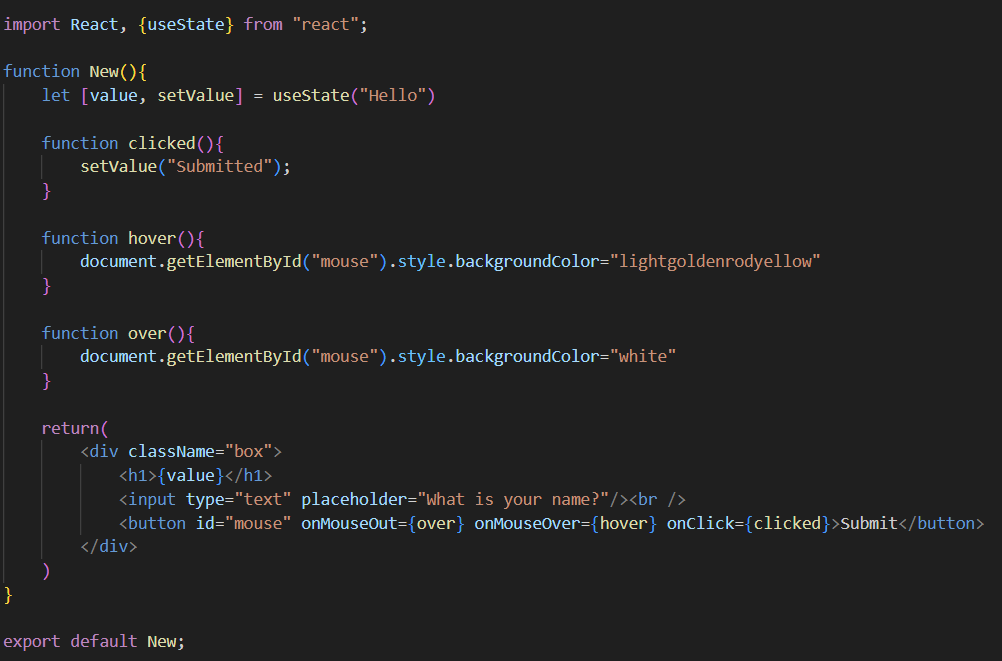 import React, {useState} from "react";
function New(){
let [value, setValue] = useState("Hello")
function clicked(){
setValue("Submitted");
}
function hover(){
document.getElementById("mouse").style.backgroundColor="lightgoldenrodyellow"
}
function over(){
document.getElementById("mouse").style.backgroundColor="white"
}
return(
<div className="box">
<h1>{value}</h1>
<input type="text" placeholder="What is your name?"/><br />
<button id="mouse" onMouseOut={over} onMouseOver={hover} onClick={clicked}>Submit</button>
</div>
)
}
export default New;